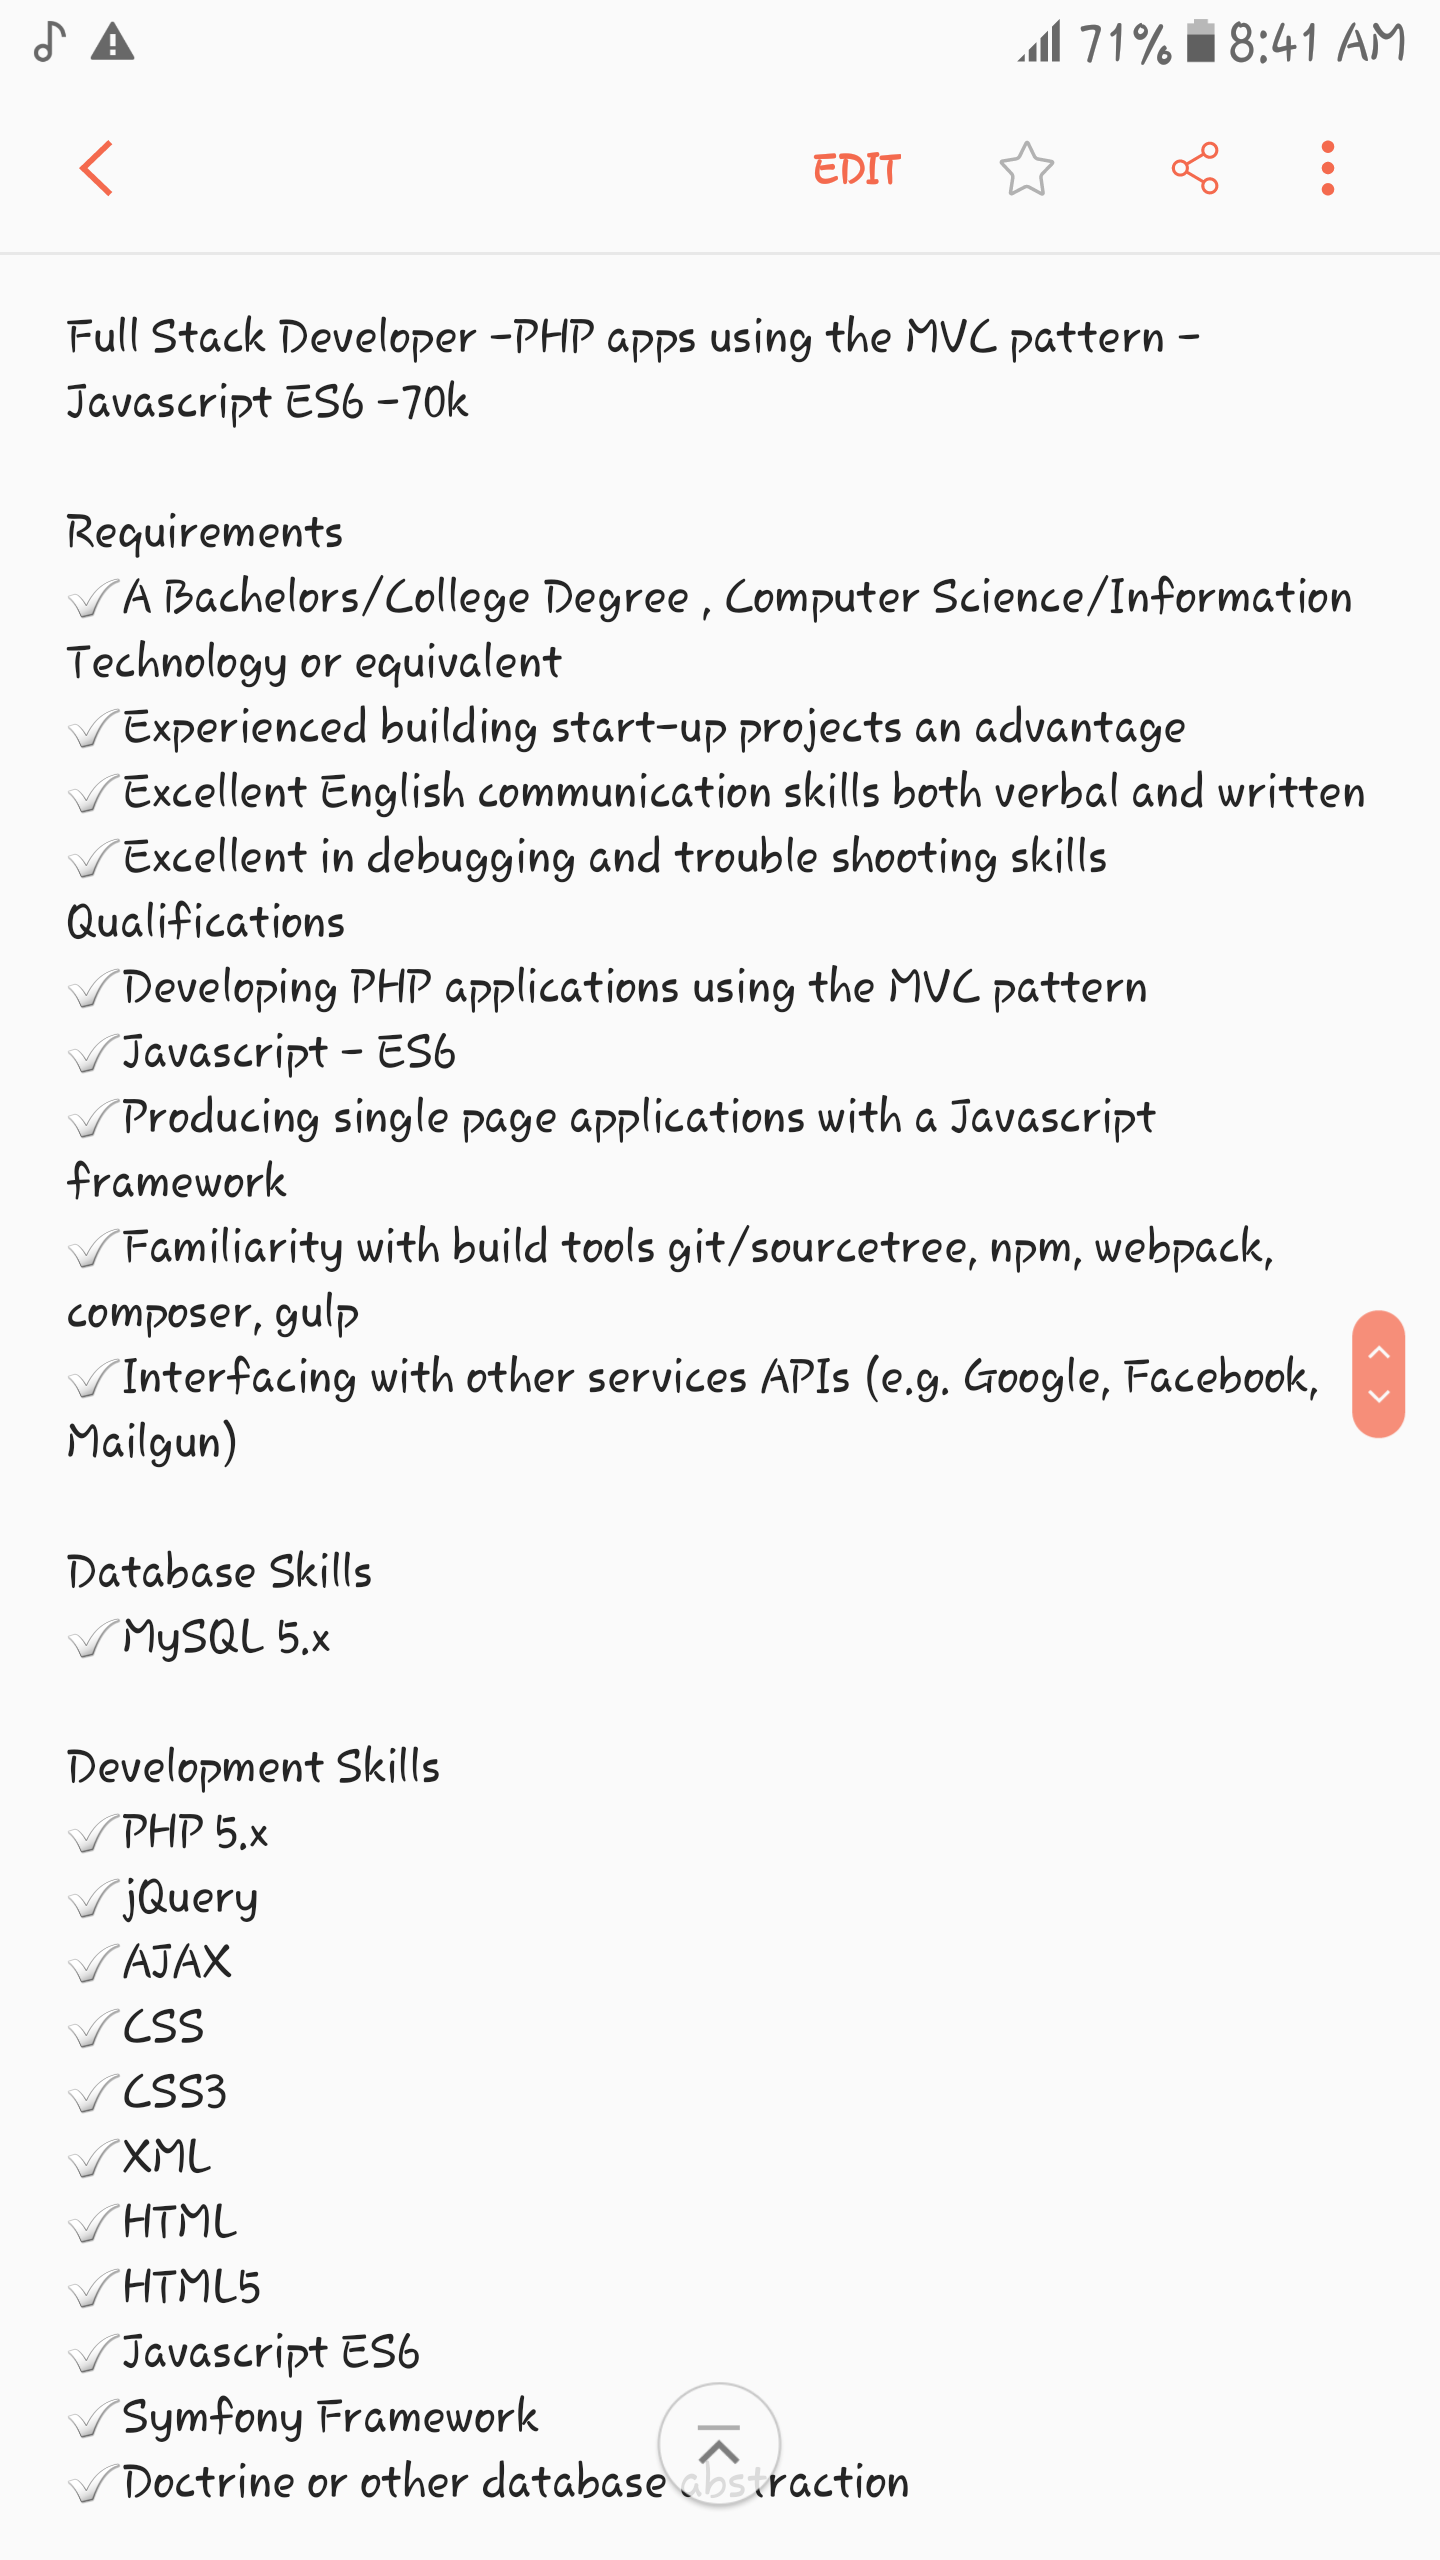 71% 8:41 AM
EDIT
Full Stack Developer -PHP apps using the MVC pattern -
Javascript ES6 -70k
Requirements
✔A Bachelors/College Degree , Computer Science/Information
Technology or equivalent
✔Experienced building start-up projects an advantage
✔Excellent English communication skills both verbal and written
✔Excellent in debugging and trouble shooting skills
Qualifications
✔Developing PHP applications using the MVC pattern
✔Javascript - ES6
✔Producing single page applications with a Javascript
framework
✔Familiarity with build tools git/sourcetree, npm, webpack,
composer, gulp
✔Interfacing with other services APIs (e.g. Google, Facebook,
Mailgun)
Database Skills
✔MySQL 5.x
Development Skills
✔PHP 5.x
✔jQuery
✔AJAX
✔CSS
✔CSS3
✔XML
✔HTML
✔HTML5
✔Javascript ES6
✔Symfony Framework
✔Doctrine or other database abstraction